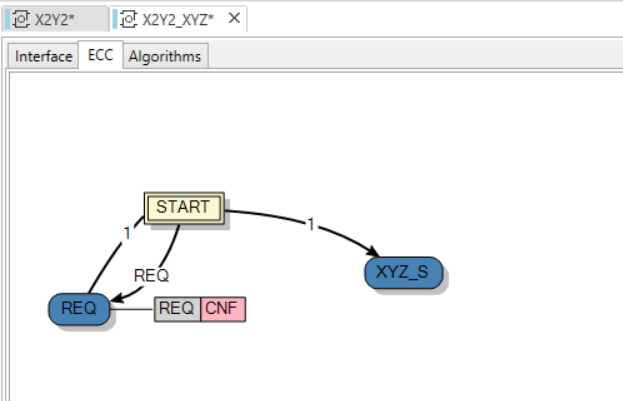 X2Y2* X2Y2_XYZ*
Interface ECC Algorithms
START
1
1
REQ
XYZ_S
REQ REQ CNF